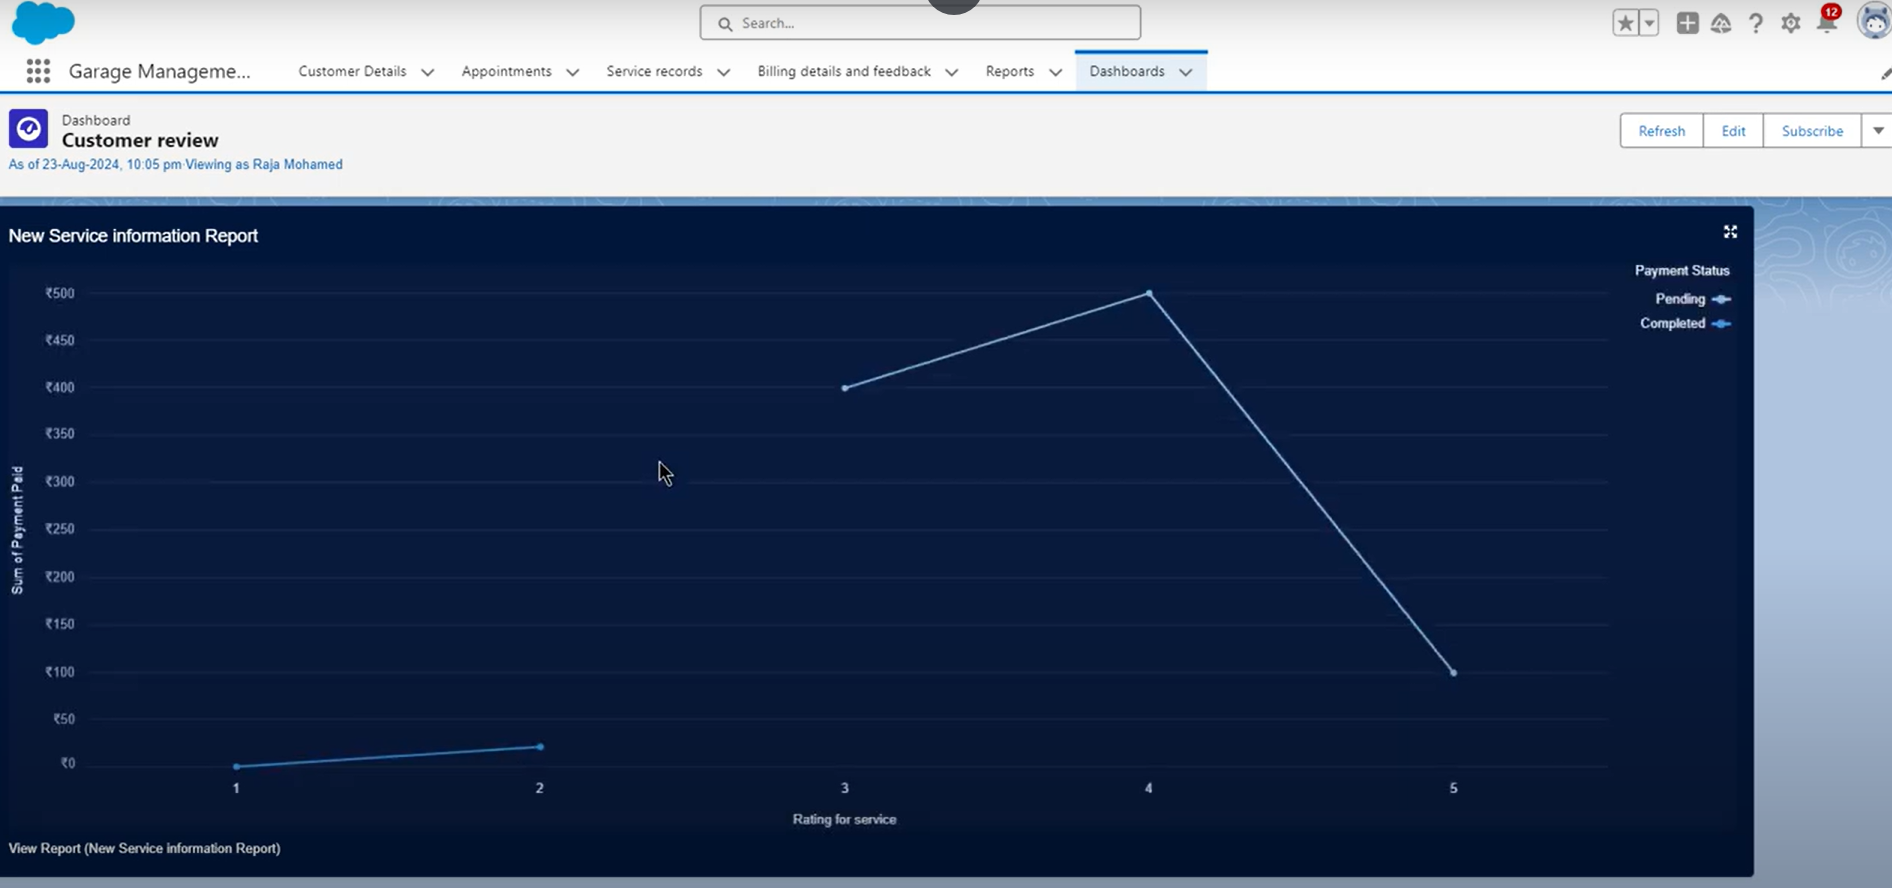 Search...
12
Garage Manageme...
Customer Details
Appointments
Service records
Billing details and feedback
Reports
Dashboards
Dashboard
Customer review
As of 23-Aug-2024, 10:05 pm·Viewing as Raja Mohamed
Refresh
Edit
Subscribe
New Service information Report
Payment Status
Pending
Completed
Sum of Payment Paid
₹500
₹450
₹400
₹350
₹300
₹250
₹200
₹150
₹100
₹50
₹0
1 2 3 4 5
Rating for service
View Report (New Service information Report)